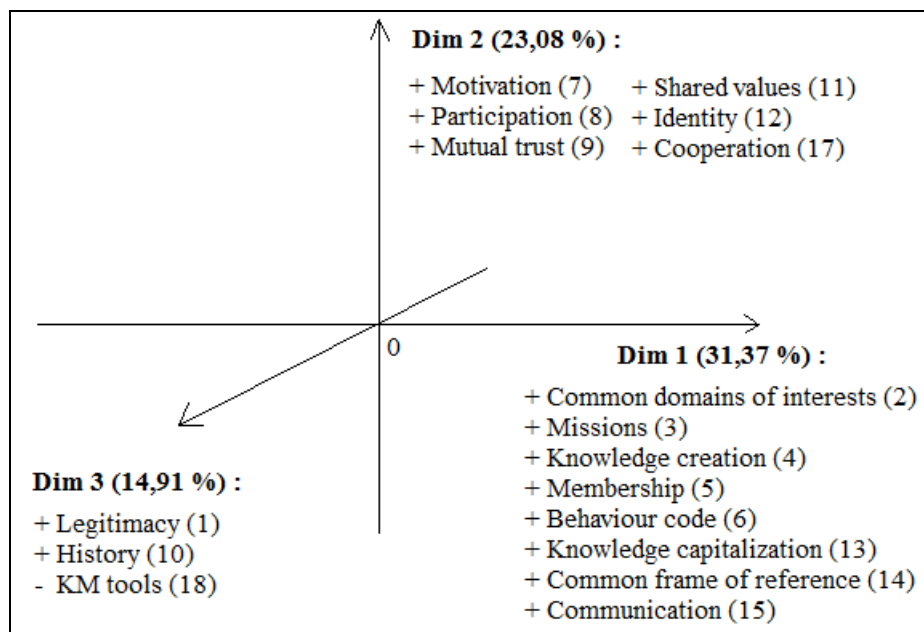 Dim 2 (23,08 %) :
+ Motivation (7) + Shared values (11)
+ Participation (8) + Identity (12)
+ Mutual trust (9) + Cooperation (17)
0
Dim 1 (31,37 %) :
+ Common domains of interests (2)
+ Missions (3)
+ Knowledge creation (4)
+ Membership (5)
+ Behaviour code (6)
+ Knowledge capitalization (13)
+ Common frame of reference (14)
+ Communication (15)
Dim 3 (14,91 %) :
+ Legitimacy (1)
+ History (10)
- KM tools (18)